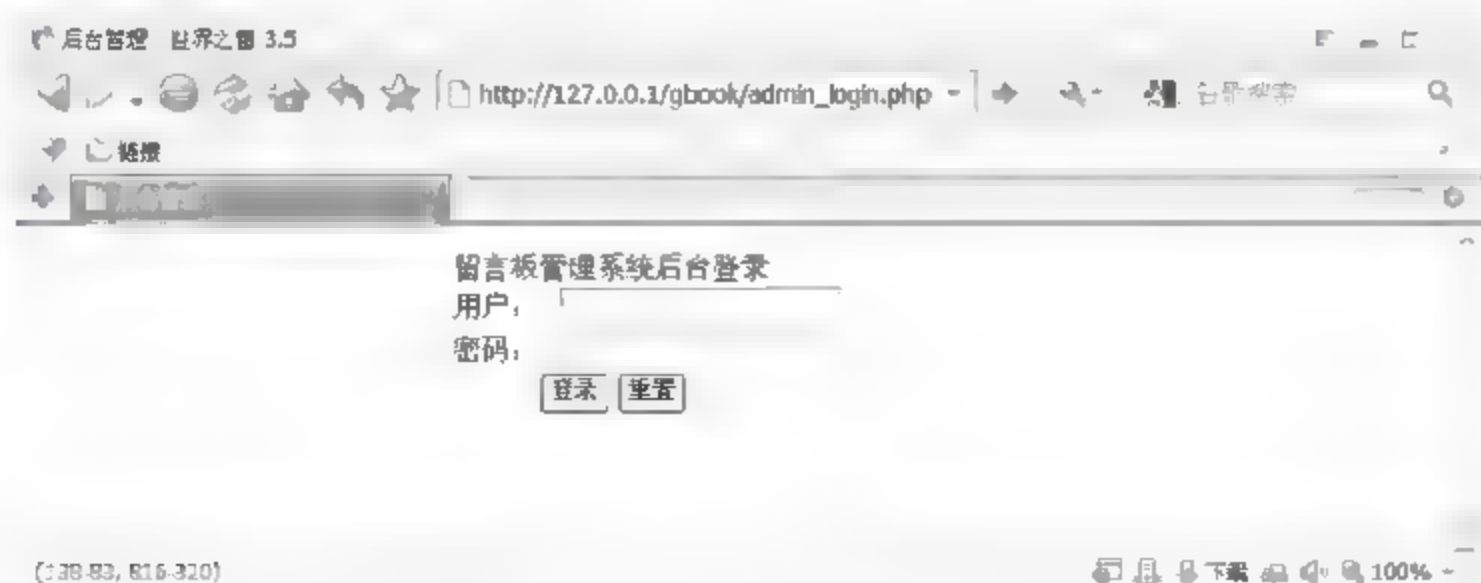 后台管理 世界之窗 3.5
http://127.0.0.1/gbook/admin_login.php
链接
留言板管理系统后台登录
用户：
密码：
登录 重置
下载 100%